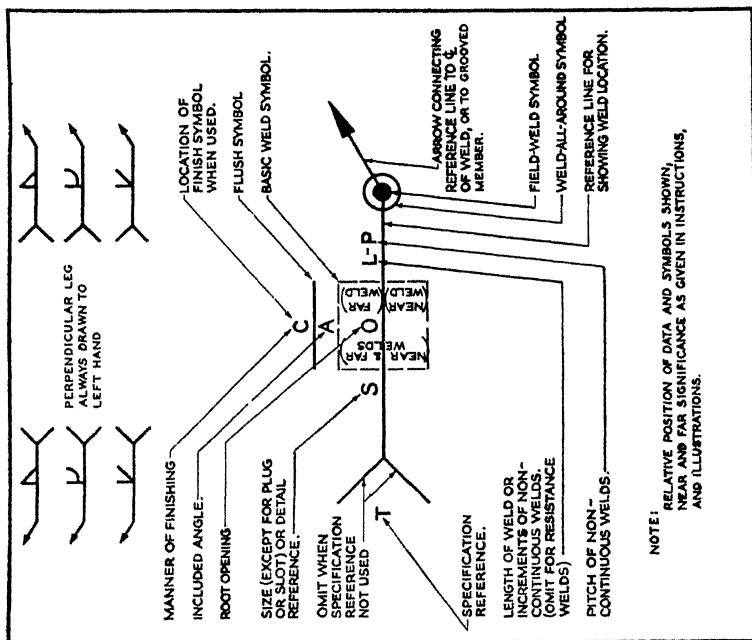 PERPENDICULAR LEG
ALWAYS DRAWN TO
LEFT HAND
MANNER OF FINISHING
INCLUDED ANGLE.
ROOT OPENING
SIZE (EXCEPT FOR PLUG
OR SLOT) OR DETAIL
REFERENCE.
OMIT WHEN
SPECIFICATION
REFERENCE
NOT USED
SPECIFICATION
REFERENCE.
LENGTH OF WELD OR
INCREMENTS OF NON-
CONTINUOUS WELDS.
(OMIT FOR RESISTANCE
WELDS)
PITCH OF NON-
CONTINUOUS WELDS.
T
S
C
A
O
L-P
(NEAR & FAR
WELDS)
(FAR
WELD)
(NEAR
WELD)
LOCATION OF
FINISH SYMBOL
WHEN USED.
FLUSH SYMBOL
BASIC WELD SYMBOL.
ARROW CONNECTING
REFERENCE LINE TO ℄
OF WELD, OR TO GROOVED
MEMBER.
FIELD-WELD SYMBOL
WELD-ALL-AROUND SYMBOL
REFERENCE LINE FOR
SHOWING WELD LOCATION.
NOTE:
RELATIVE POSITION OF DATA AND SYMBOLS SHOWN,
NEAR AND FAR SIGNIFICANCE AS GIVEN IN INSTRUCTIONS,
AND ILLUSTRATIONS.